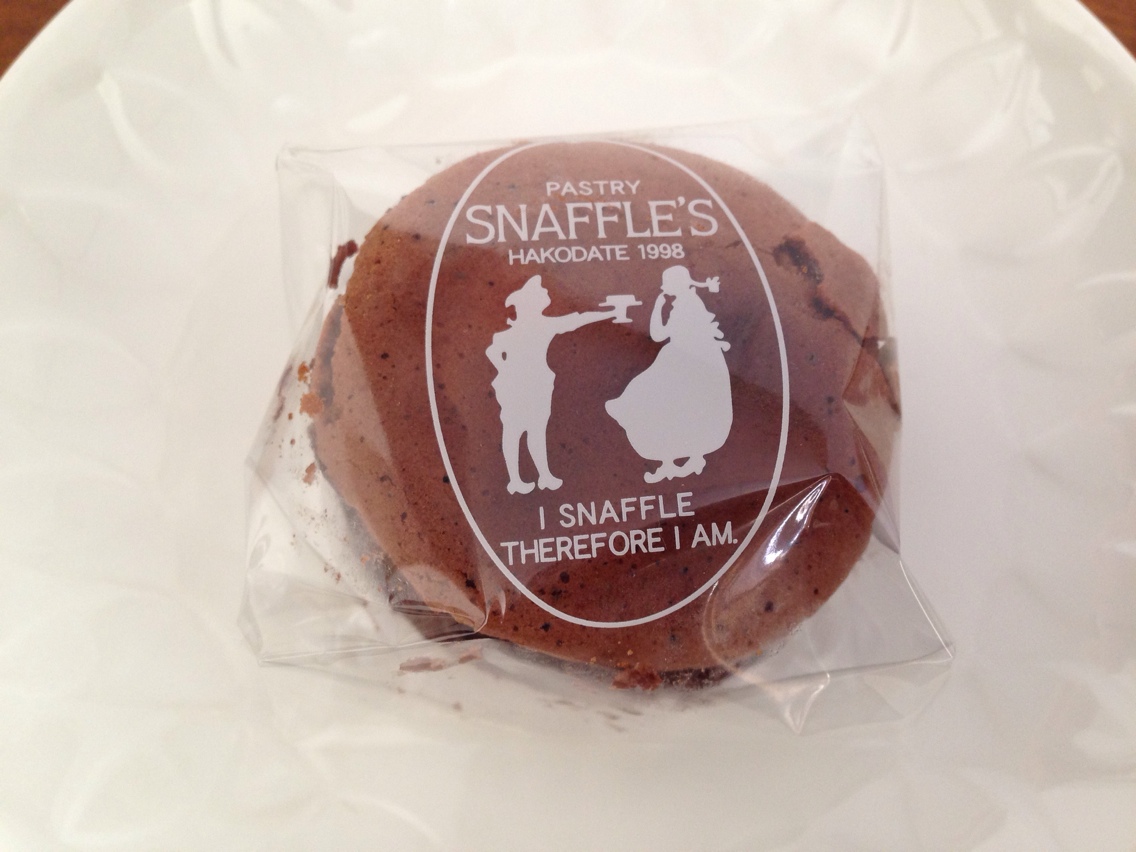 PASTRY
SNAFFLE'S
HAKODATE 1998
I SNAFFLE
THEREFORE I AM.